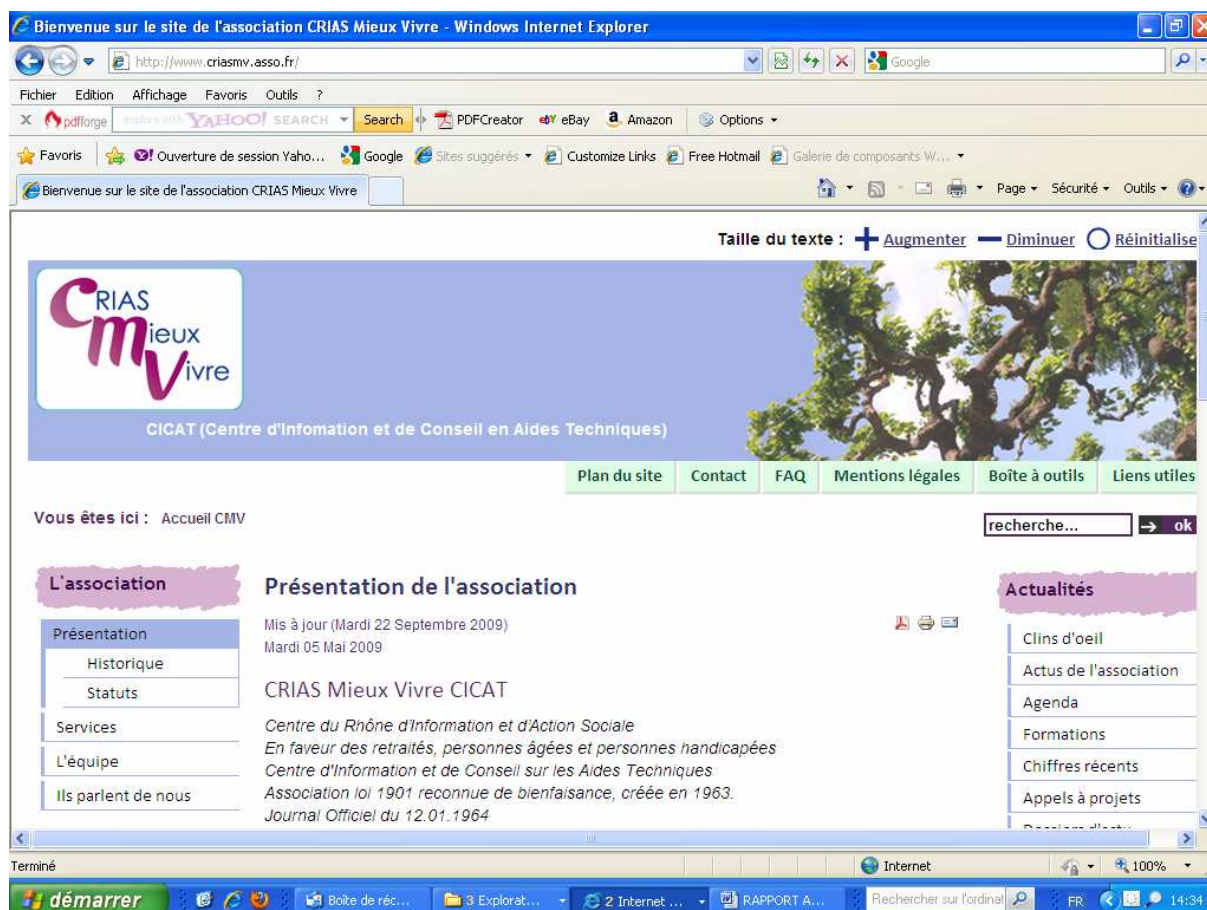 Bienvenue sur le site de l'association CRIAS Mieux Vivre - Windows Internet Explorer
http://www.criasmv.asso.fr/
Google
Fichier Edition Affichage Favoris Outils ?
X pdfforge YAHOO! SEARCH Search PDFCreator eBay Amazon Options
Favoris Ouverture de session Yaho... Google Sites suggérés Customize Links Free Hotmail Galerie de composants W...
Bienvenue sur le site de l'association CRIAS Mieux Vivre
Page Sécurité Outils
Taille du texte : Augmenter Diminuer Réinitialise
CRIAS
Mieux
Vivre
CICAT (Centre d'Infomation et de Conseil en Aides Techniques)
Plan du site Contact FAQ Mentions légales Boîte à outils Liens utiles
Vous êtes ici : Accueil CMV
recherche... ok
L'association
Présentation
Historique
Statuts
Services
L'équipe
Ils parlent de nous
Présentation de l'association
Mis à jour (Mardi 22 Septembre 2009)
Mardi 05 Mai 2009
CRIAS Mieux Vivre CICAT
Centre du Rhône d'Information et d'Action Sociale
En faveur des retraités, personnes âgées et personnes handicapées
Centre d'Information et de Conseil sur les Aides Techniques
Association loi 1901 reconnue de bienfaisance, créée en 1963.
Journal Officiel du 12.01.1964
Actualités
Clins d'oeil
Actus de l'association
Agenda
Formations
Chiffres récents
Appels à projets
Terminé
Internet
100%
démarrer
Boîte de réc...
3 Explorat...
2 Internet ...
RAPPORT A...
Rechercher sur l'ordinat
FR
14:34